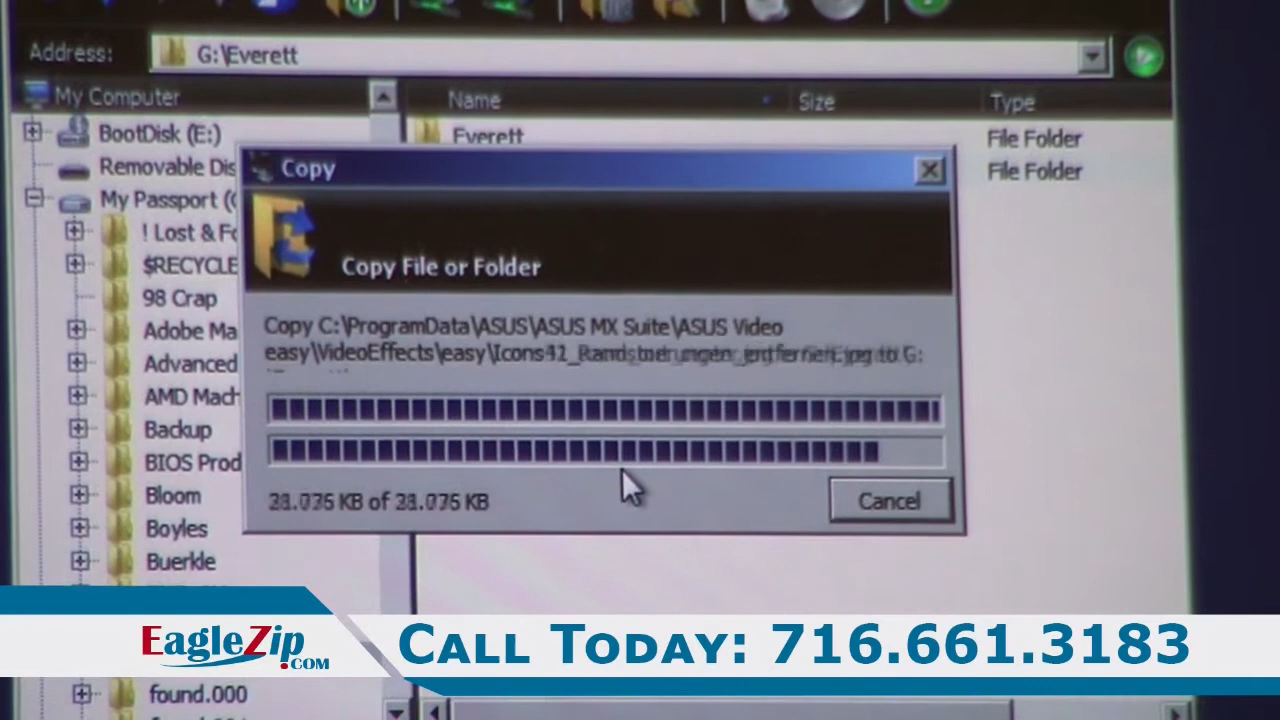 Address: G:\Everett
My Computer
Name Size Type
BootDisk (E:)
Everett
File Folder
Removable Dis
File Folder
My Passport (
! Lost & Fo
$RECYCLE
98 Crap
Adobe Ma
Advanced
AMD Mach
Backup
BIOS Prod
Bloom
Boyles
Buerkle
found.000
Copy
Copy File or Folder
Copy C:\ProgramData\ASUS\ASUS MX Suite\ASUS Video
easy\VideoEffects\easy\Icons to G:
KB of KB
Cancel
EagleZip.com
Call Today: 716.661.3183